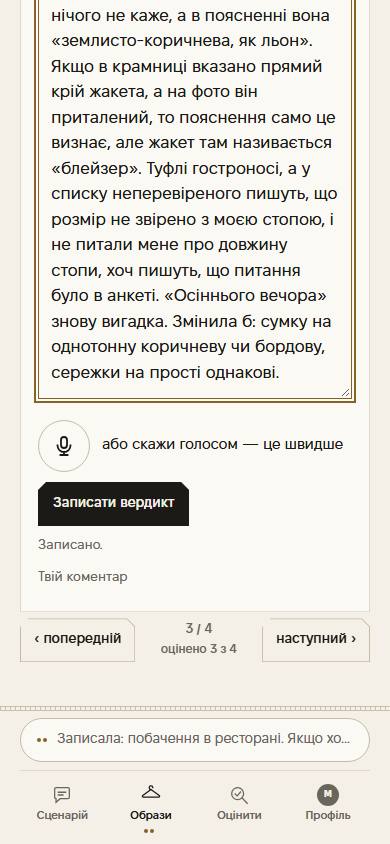 нічого не каже, а в поясненні вона
«землисто-коричнева, як льон».
Якщо в крамниці вказано прямий
крій жакета, а на фото він
приталений, то пояснення само це
визнає, але жакет там називається
«блейзер». Туфлі гостроносі, а у
списку неперевіреного пишуть, що
розмір не звірено з моєю стопою, і
не питали мене про довжину
стопи, хоч пишуть, що питання
було в анкеті. «Осіннього вечора»
знову вигадка. Змінила б: сумку на
однотонну коричневу чи бордову,
сережки на прості однакові.
або скажи голосом — це швидше
Записати вердикт
Записано.
Твій коментар
‹ попередній
3 / 4
оцінено 3 з 4
наступний ›
Записала: побачення в ресторані. Якщо хо...
Сценарій
Образи
Оцінити
М
Профіль